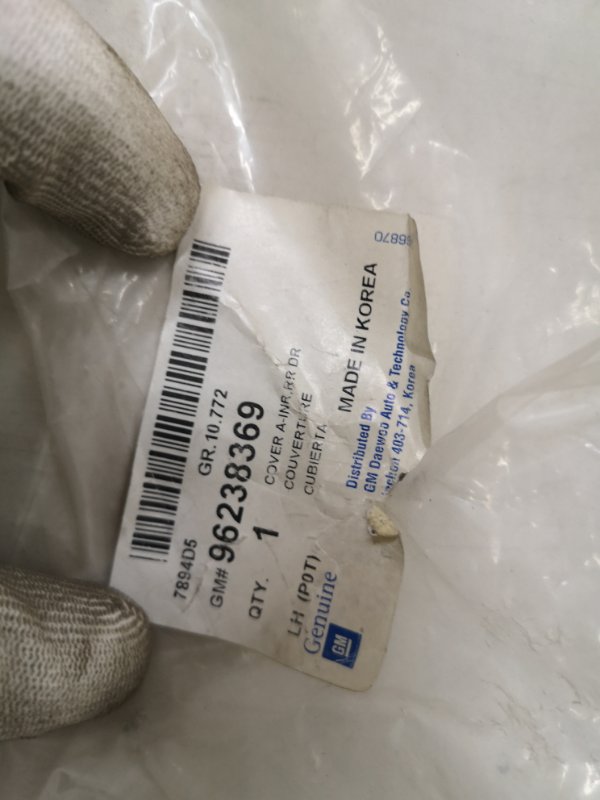 7894D5 GR.10.772
GM# 96238369
QTY. 1
COVER A-INR,RR DR
COUVERTURE
CUBIERTA
LH (P0T) MADE IN KOREA
Genuine
GM
Distributed By
GM Daewoo Auto & Technology Co.
403-714, Korea